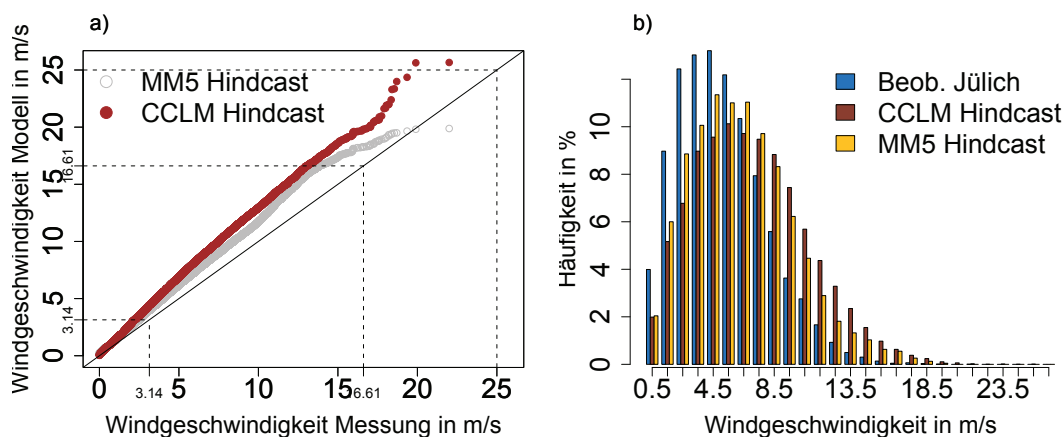 a)
Windgeschwindigkeit Modell in m/s
25
20
15
10
5
0
16.61
3.14
MM5 Hindcast
CCLM Hindcast
0
5
10
15
20
25
3.14
16.61
Windgeschwindigkeit Messung in m/s
b)
Häufigkeit in %
10
8
6
4
2
0
Beob. Jülich
CCLM Hindcast
MM5 Hindcast
0.5
4.5
8.5
13.5
18.5
23.5
Windgeschwindigkeit in m/s